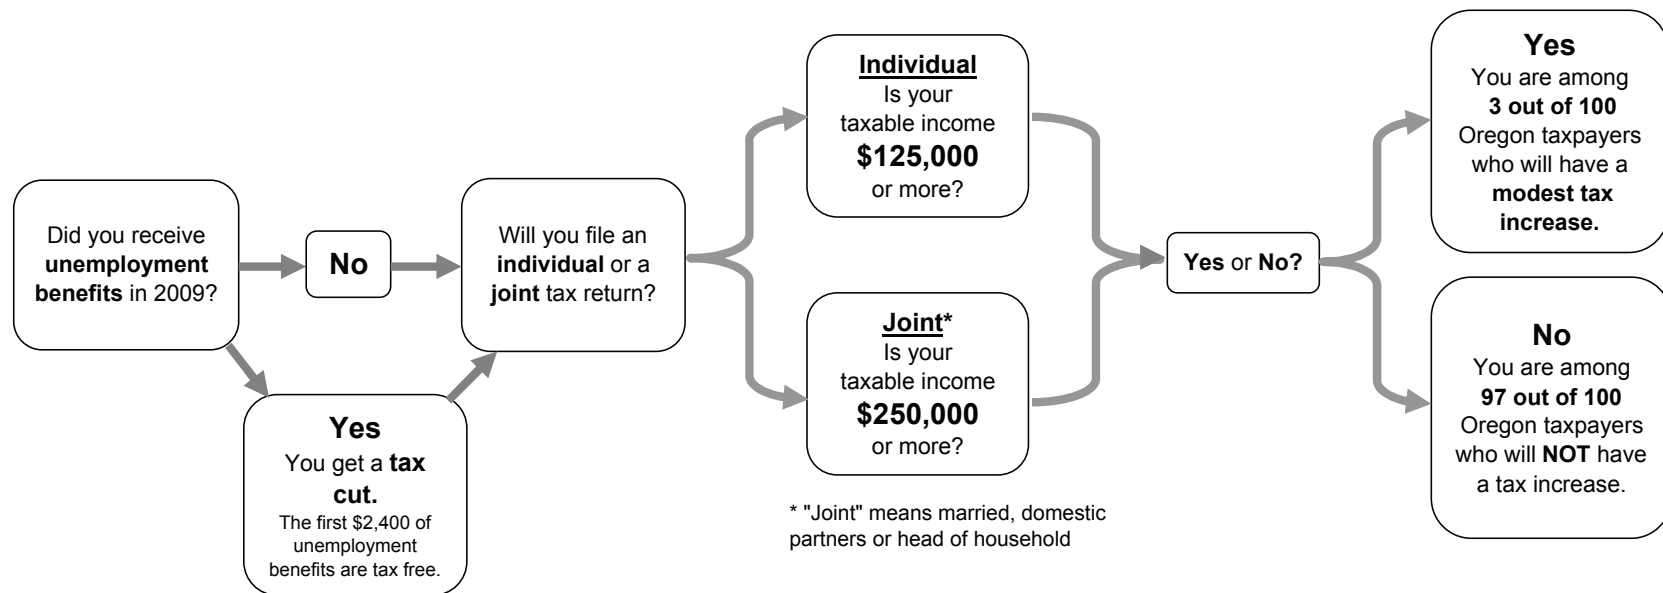 Did you receive
unemployment
benefits in 2009?
No
Yes
You get a tax
cut.
The first $2,400 of
unemployment
benefits are tax free.
Will you file an
individual or a
joint tax return?
Individual
Is your
taxable income
$125,000
or more?
Joint*
Is your
taxable income
$250,000
or more?
* "Joint" means married, domestic
partners or head of household
Yes or No?
Yes
You are among
3 out of 100
Oregon taxpayers
who will have a
modest tax
increase.
No
You are among
97 out of 100
Oregon taxpayers
who will NOT have
a tax increase.